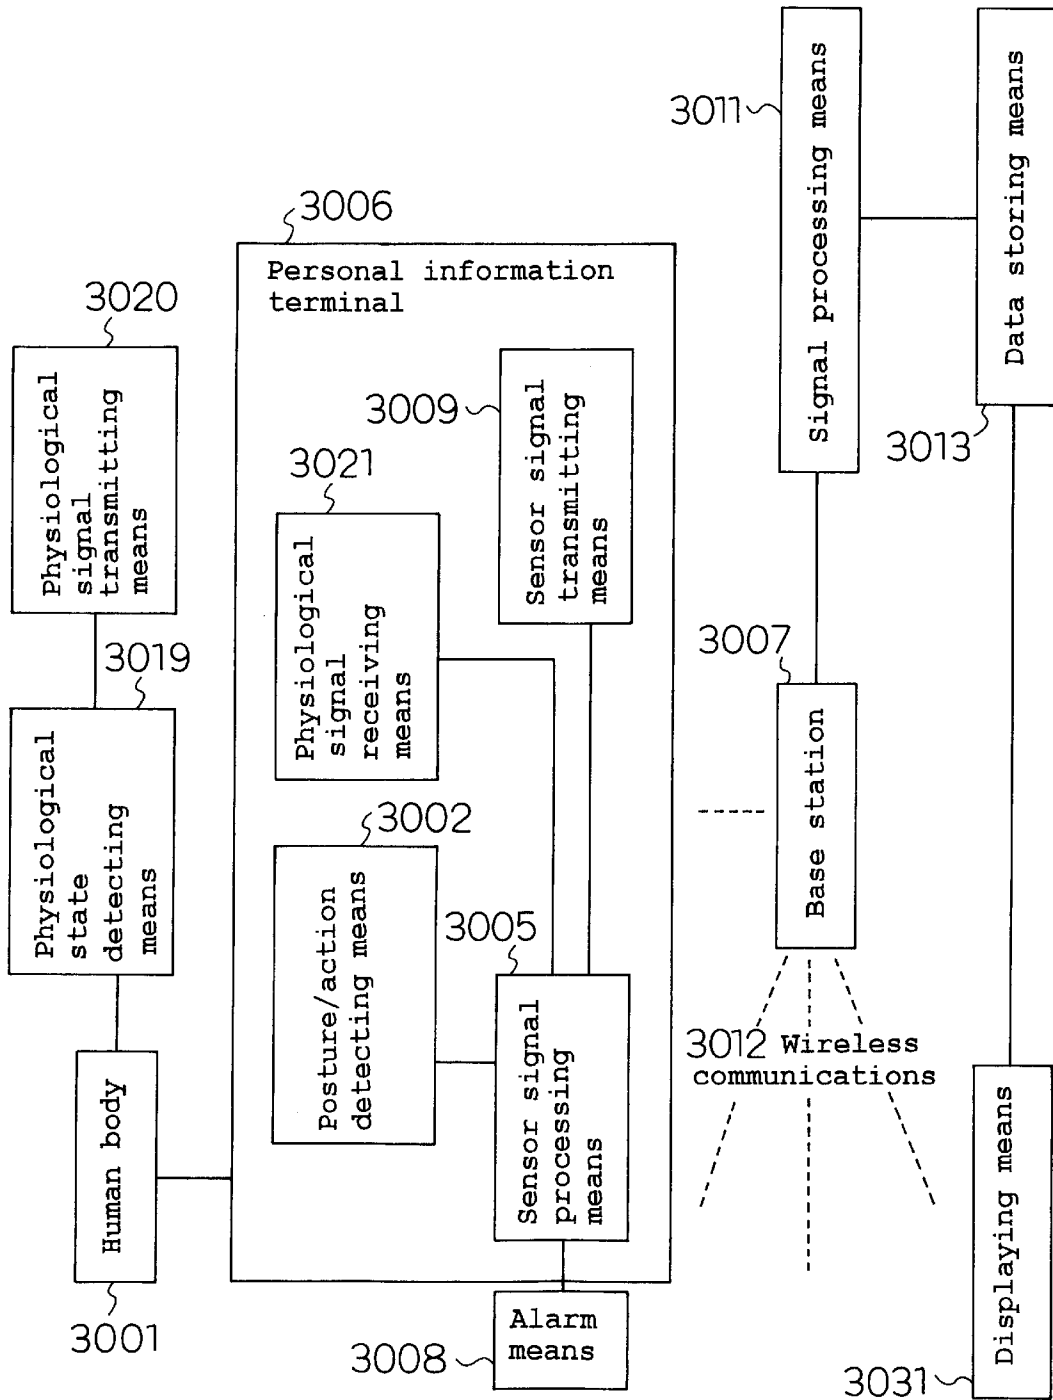 3020
Physiological
signal
transmitting
means
3019
Physiological
state
detecting
means
Human body
3001
3006
Personal information
terminal
3009
Sensor signal
transmitting
means
3021
Physiological
signal
receiving
means
3002
Posture/action
detecting means
3005
Sensor signal
processing
means
Alarm
means
3008
3011
Signal processing means
Data storing means
3013
3007
Base station
3012 Wireless
communications
Displaying means
3031